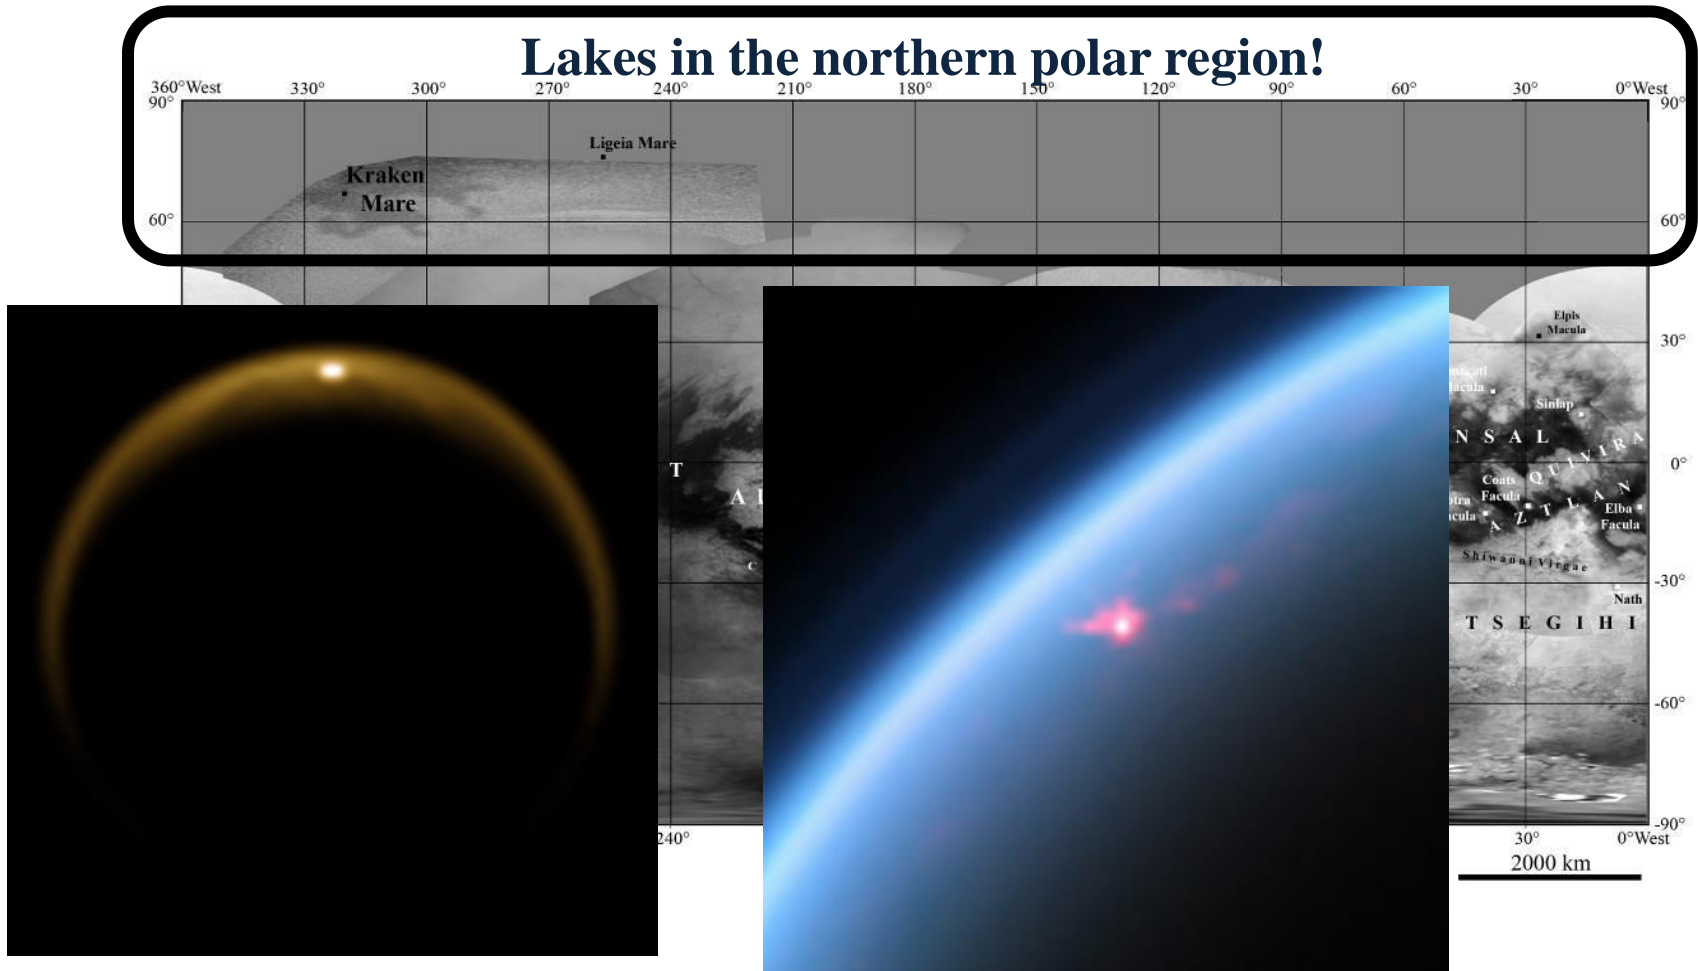 Lakes in the northern polar region!
360°West 330° 300° 270° 240° 210° 180° 150° 120° 90° 60° 30° 0°West
90° 90°
Ligeia Mare
Kraken
Mare
60° 60°
Elpis
Macula
30°
Sinlap
N S A L
QUIVIRA
T
0°
A
Coats
Facula
AZTLAN
Elba
Facula
Shiwanni Virgae
C
-30°
Nath
T S E G I H I
-60°
-90°
240° 30° 0°West
2000 km